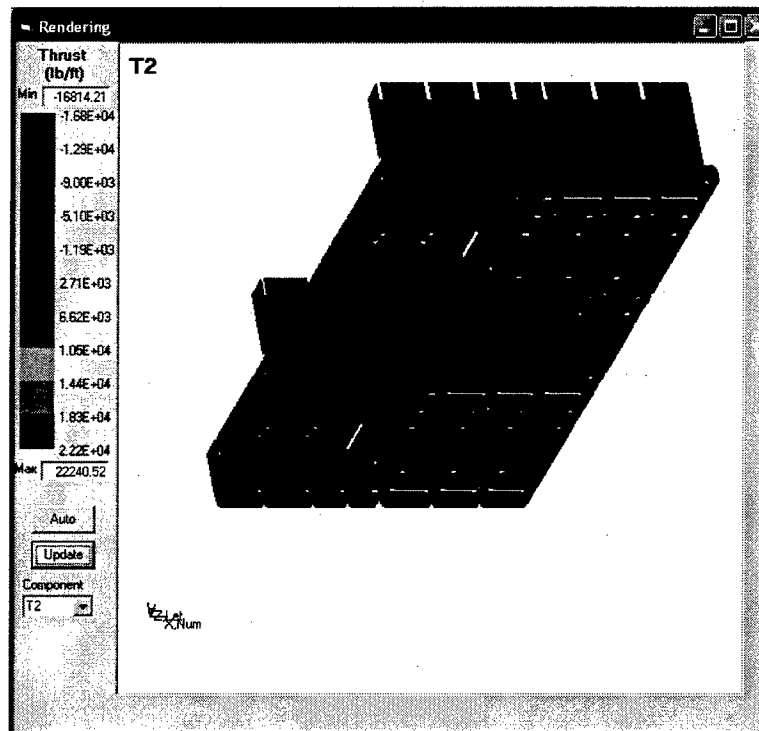 Rendering
Thrust
(lb/ft)
T2
Min -16814.21
-1.68E+04
-1.29E+04
-9.00E+03
-5.10E+03
-1.19E+03
2.71E+03
6.62E+03
1.05E+04
1.44E+04
1.83E+04
2.22E+04
Max 22240.52
Auto
Update
Component
T2
Y
Z, Let
X, Num